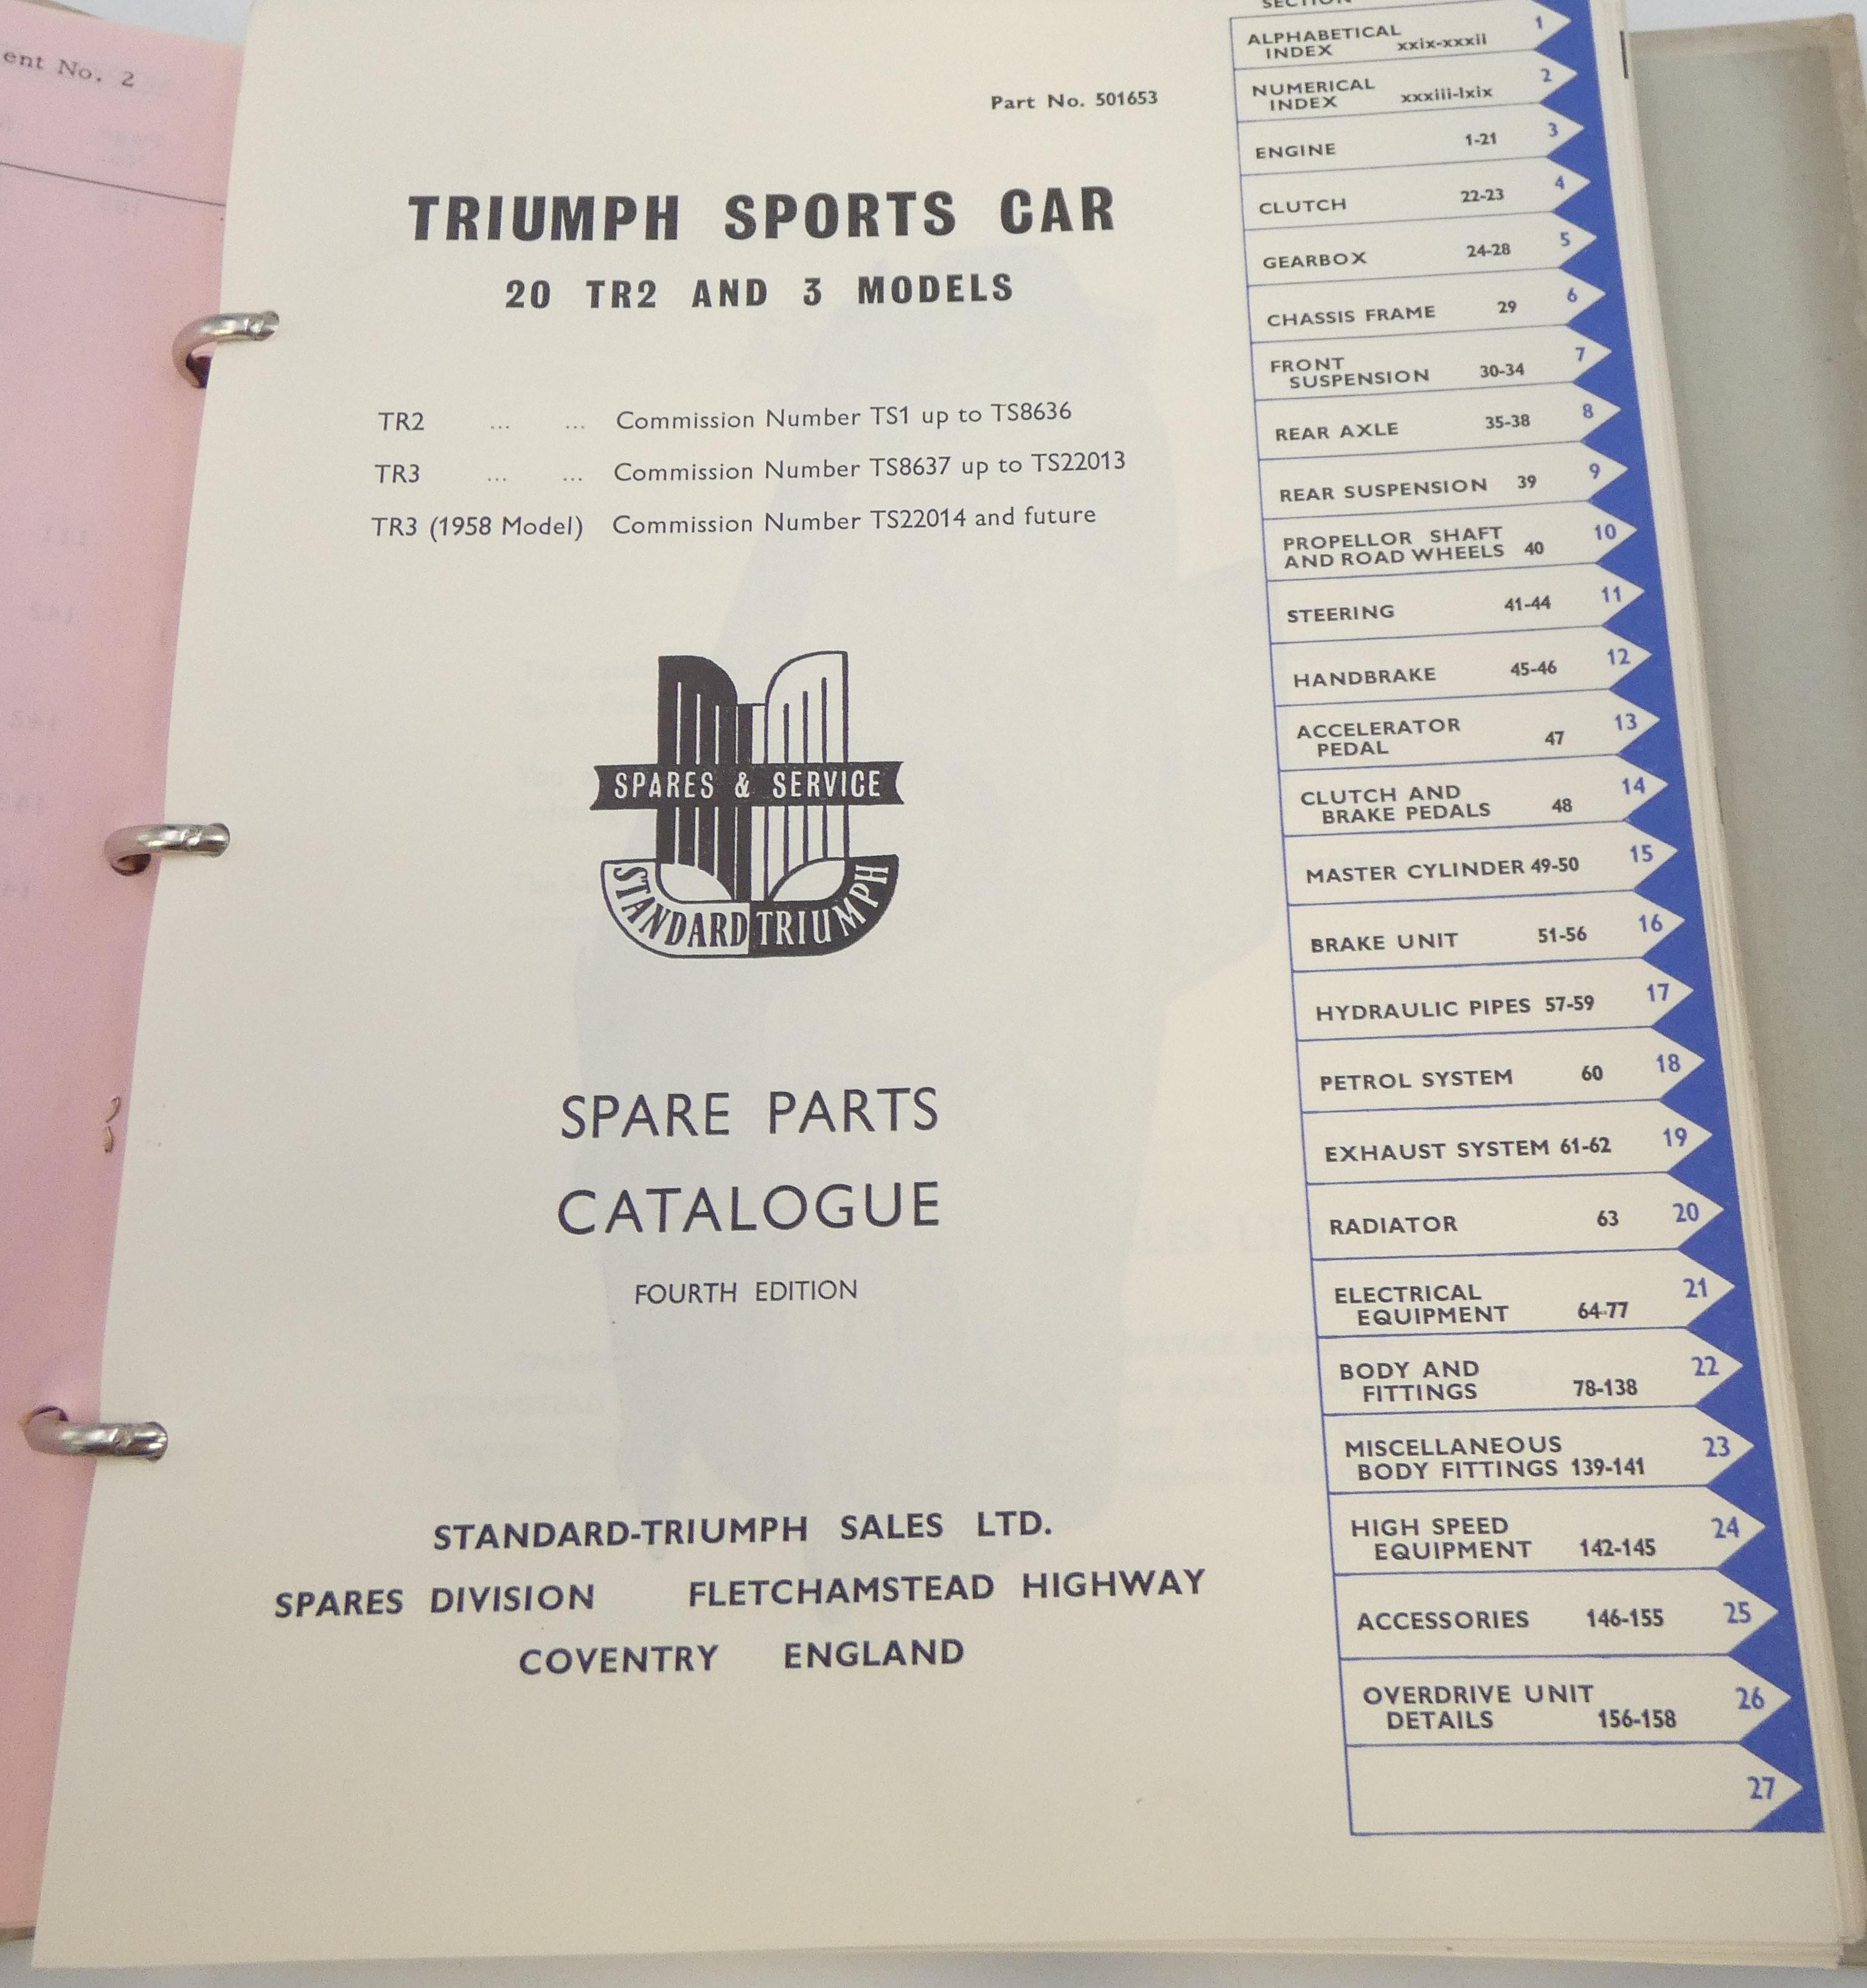 ent No. 2
Part No. 501653
TRIUMPH SPORTS CAR
20 TR2 AND 3 MODELS
TR2 ... ... Commission Number TS1 up to TS8636
TR3 ... ... Commission Number TS8637 up to TS22013
TR3 (1958 Model) Commission Number TS22014 and future
SPARES & SERVICE
STANDARD TRIUMPH
SPARE PARTS
CATALOGUE
FOURTH EDITION
STANDARD-TRIUMPH SALES LTD.
SPARES DIVISION FLETCHAMSTEAD HIGHWAY
COVENTRY ENGLAND
SECTION
ALPHABETICAL 1
INDEX xxix-xxxii
NUMERICAL 2
INDEX xxxiii-lxix
ENGINE 1-21 3
CLUTCH 22-23 4
GEARBOX 24-28 5
CHASSIS FRAME 29 6
FRONT 7
SUSPENSION 30-34
REAR AXLE 35-38 8
REAR SUSPENSION 39 9
PROPELLOR SHAFT 10
AND ROAD WHEELS 40
STEERING 41-44 11
HANDBRAKE 45-46 12
ACCELERATOR 13
PEDAL 47
CLUTCH AND 14
BRAKE PEDALS 48
MASTER CYLINDER 49-50 15
BRAKE UNIT 51-56 16
HYDRAULIC PIPES 57-59 17
PETROL SYSTEM 60 18
EXHAUST SYSTEM 61-62 19
RADIATOR 63 20
ELECTRICAL 21
EQUIPMENT 64-77
BODY AND 22
FITTINGS 78-138
MISCELLANEOUS 23
BODY FITTINGS 139-141
HIGH SPEED 24
EQUIPMENT 142-145
ACCESSORIES 146-155 25
OVERDRIVE UNIT 26
DETAILS 156-158
27